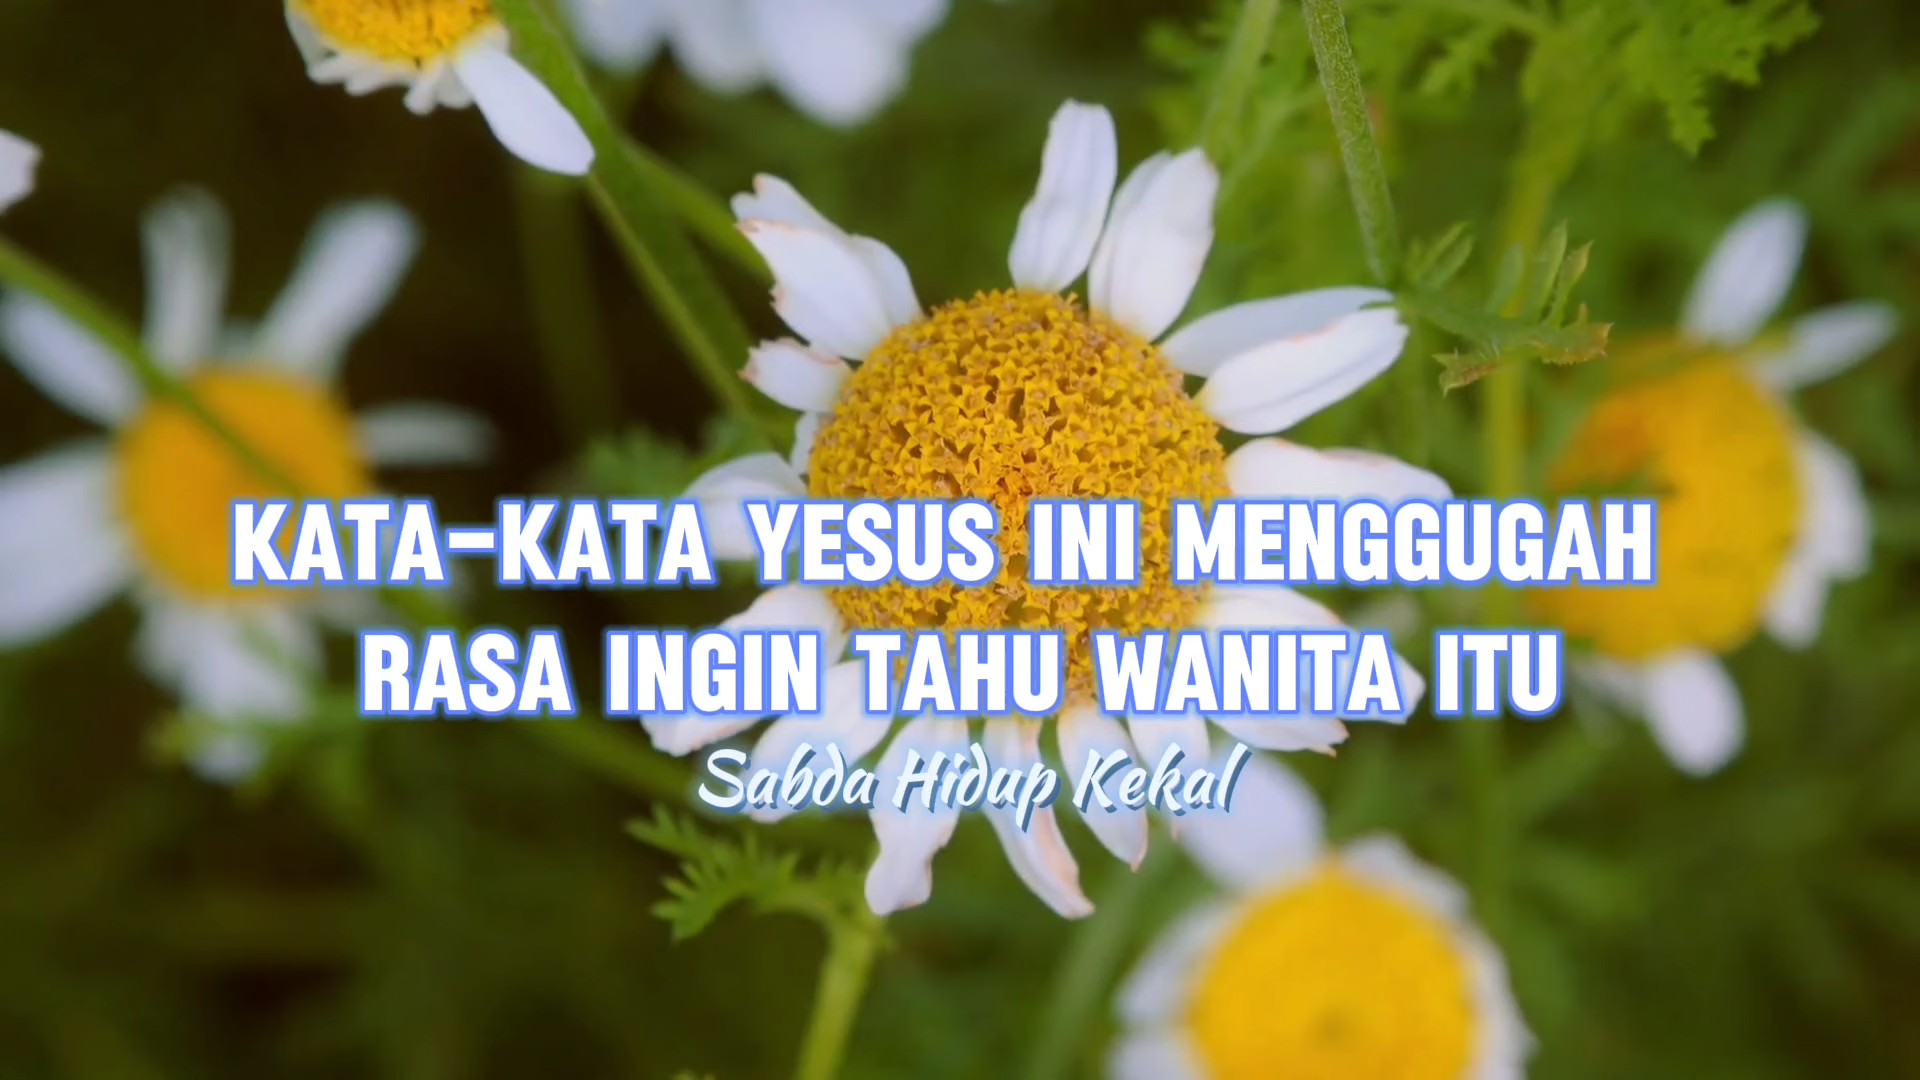 KATA-KATA YESUS INI MENGGUGAH
RASA INGIN TAHU WANITA ITU
Sabda Hidup Kekal